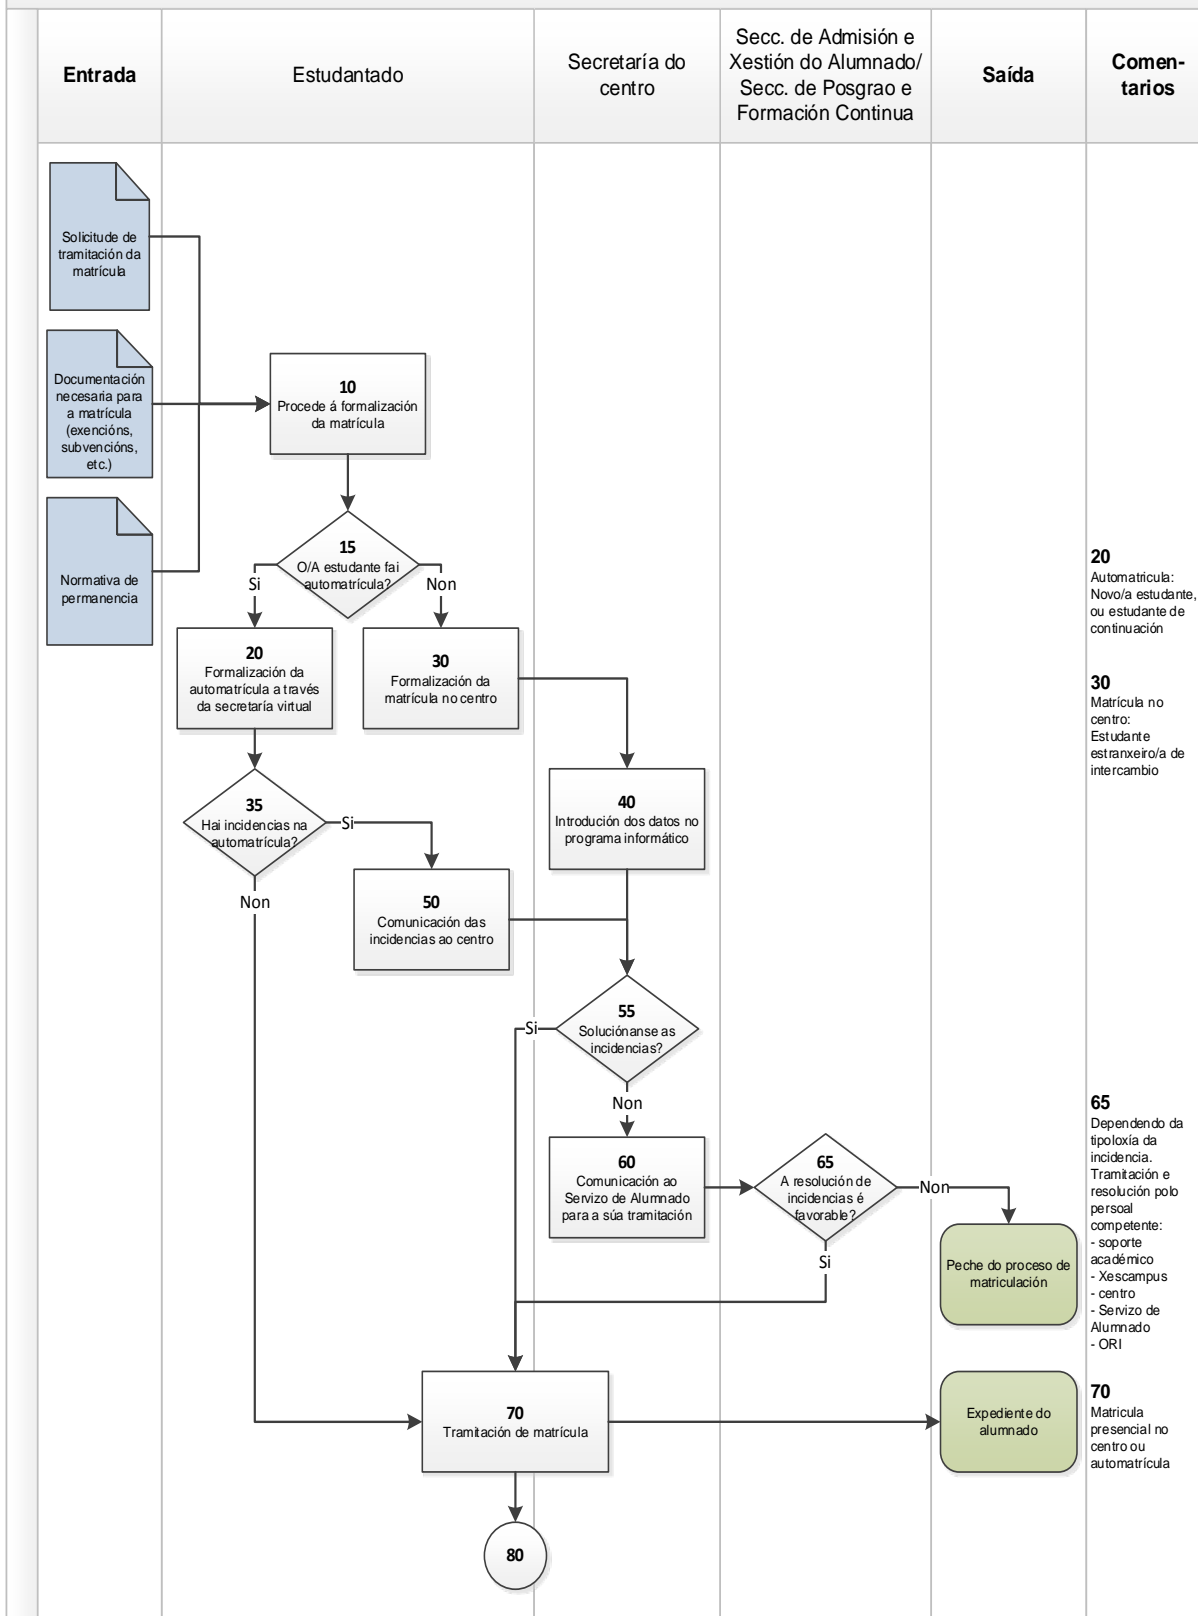 Entrada
Estudantado
Secretaría do
centro
Secc. de Admisión e
Xestión do Alumnado/
Secc. de Posgrao e
Formación Continua
Saída
Comen-
tarios
Solicitude de
tramitación da
matrícula
Documentación
necesaria para
a matrícula
(exencións,
subvencións,
etc.)
Normativa de
permanencia
10
Procede á formalización
da matrícula
15
O/A estudante fai
automatrícula?
Si
Non
20
Formalización da
automatrícula a través
da secretaría virtual
30
Formalización da
matrícula no centro
35
Hai incidencias na
automatrícula?
Si
Non
40
Introdución dos datos no
programa informático
50
Comunicación das
incidencias ao centro
55
Soluciónanse as
incidencias?
Si
Non
60
Comunicación ao
Servizo de Alumnado
para a súa tramitación
65
A resolución de
incidencias é
favorable?
Non
Si
Peche do proceso de
matriculación
70
Tramitación de matrícula
Expediente do
alumnado
80
20
Automatricula:
Novo/a estudante,
ou estudante de
continuación
30
Matrícula no
centro:
Estudante
estranxeiro/a de
intercambio
65
Dependendo da
tipoloxía da
incidencia.
Tramitación e
resolución polo
persoal
competente:
- soporte
académico
- Xescampus
- centro
- Servizo de
Alumnado
- ORI
70
Matricula
presencial no
centro ou
automatrícula